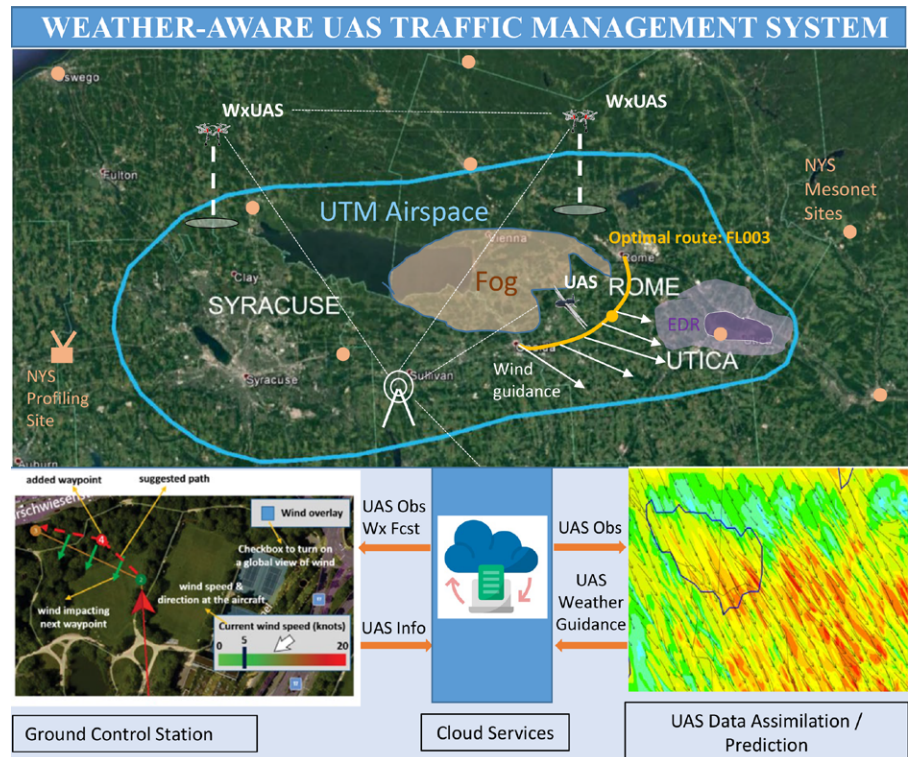 WEATHER-AWARE UAS TRAFFIC MANAGEMENT SYSTEM
Oswego
WxUAS
WxUAS
Fulton
NYS
Mesonet
Sites
UTM Airspace
Vienna
Optimal route: FL003
Rome
Clay
Fog
UAS
ROME
SYRACUSE
EDR
UTICA
NYS
Profiling
Site
Syracuse
Sullivan
Wind
guidance
Auburn
added waypoint
suggested path
rschwiesen
Wind overlay
4
Checkbox to turn on
a global view of wind
wind speed &
direction at the aircraft
wind impacting
next waypoint
Current wind speed (knots)
0
5
20
UAS Obs
Wx Fcst
UAS Info
UAS Obs
UAS
Weather
Guidance
Ground Control Station
Cloud Services
UAS Data Assimilation /
Prediction